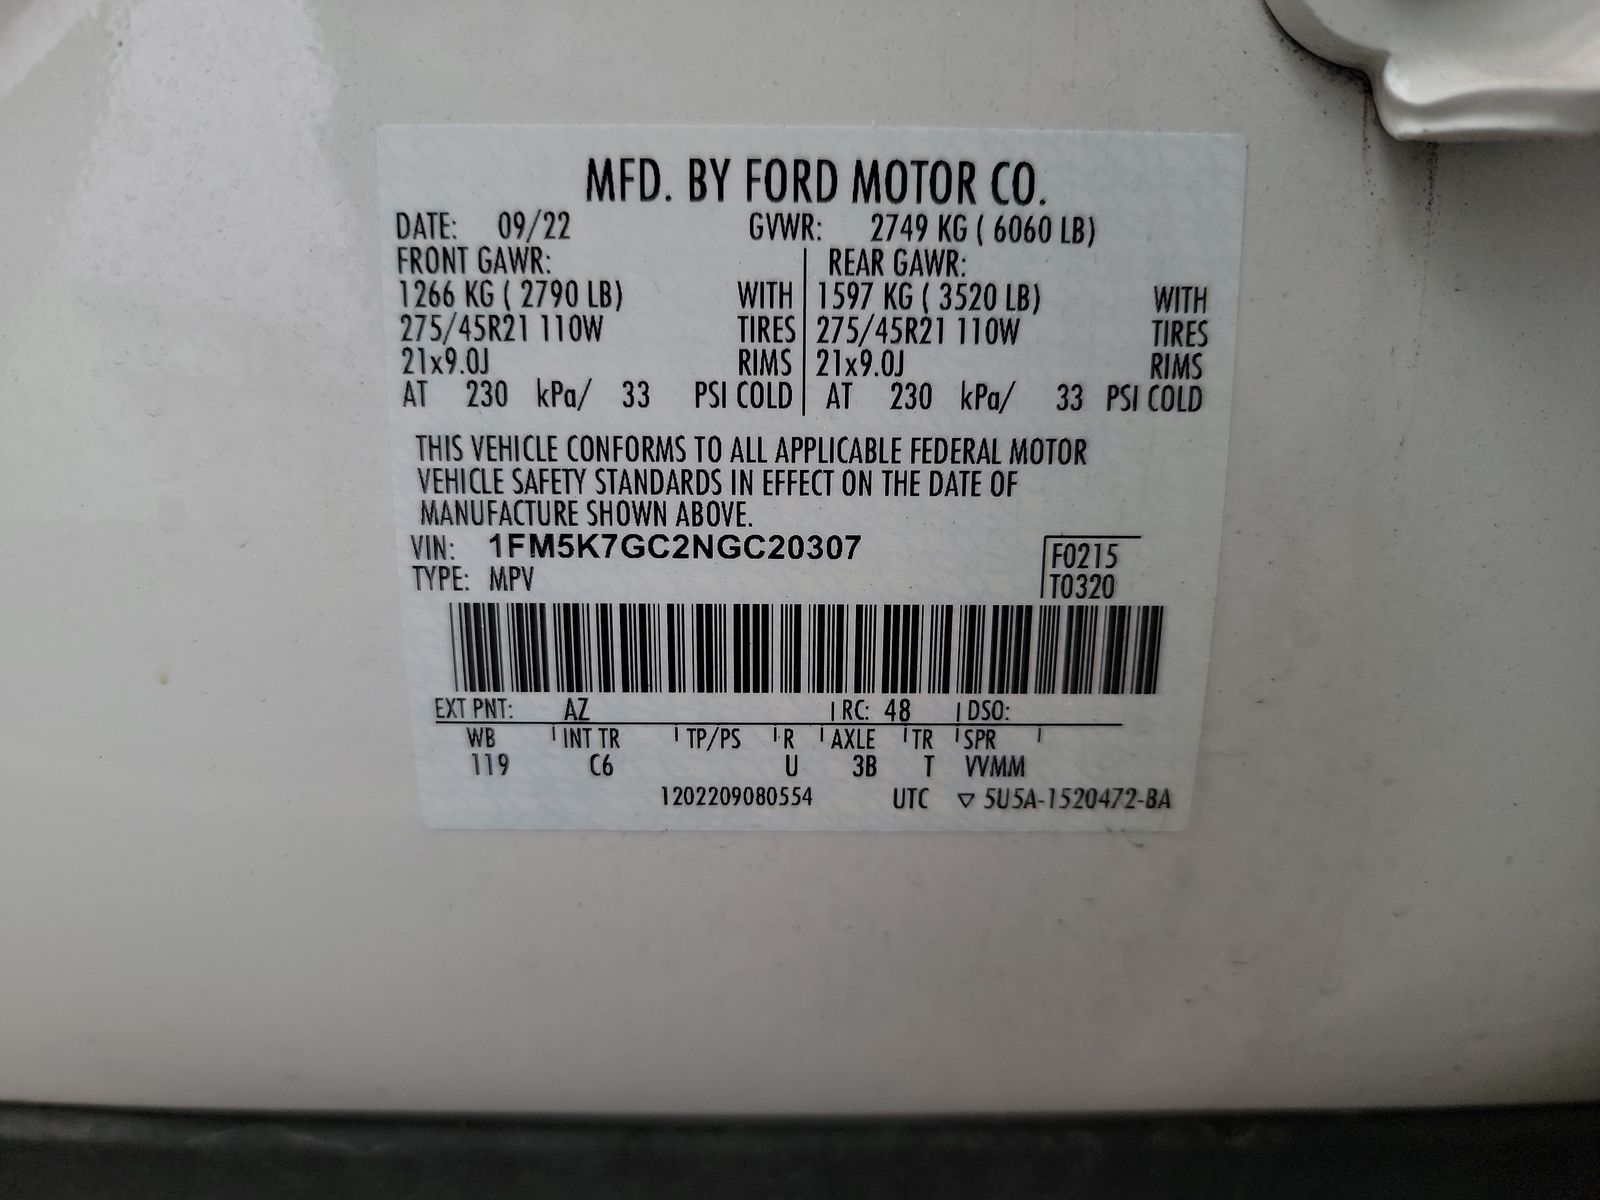 MFD. BY FORD MOTOR CO.
DATE: 09/22 GVWR: 2749 KG ( 6060 LB)
FRONT GAWR: REAR GAWR:
1266 KG ( 2790 LB) WITH 1597 KG ( 3520 LB) WITH
275/45R21 110W TIRES 275/45R21 110W TIRES
21x9.0J RIMS 21x9.0J RIMS
AT 230 kPa/ 33 PSI COLD AT 230 kPa/ 33 PSI COLD
THIS VEHICLE CONFORMS TO ALL APPLICABLE FEDERAL MOTOR
VEHICLE SAFETY STANDARDS IN EFFECT ON THE DATE OF
MANUFACTURE SHOWN ABOVE.
VIN: 1FM5K7GC2NGC20307 F0215
TYPE: MPV T0320
EXT PNT: AZ RC: 48 DSO:
WB INT TR TP/PS R AXLE TR SPR
119 C6 U 3B T VVMM
1202209080554 UTC ▽ 5U5A-1520472-BA